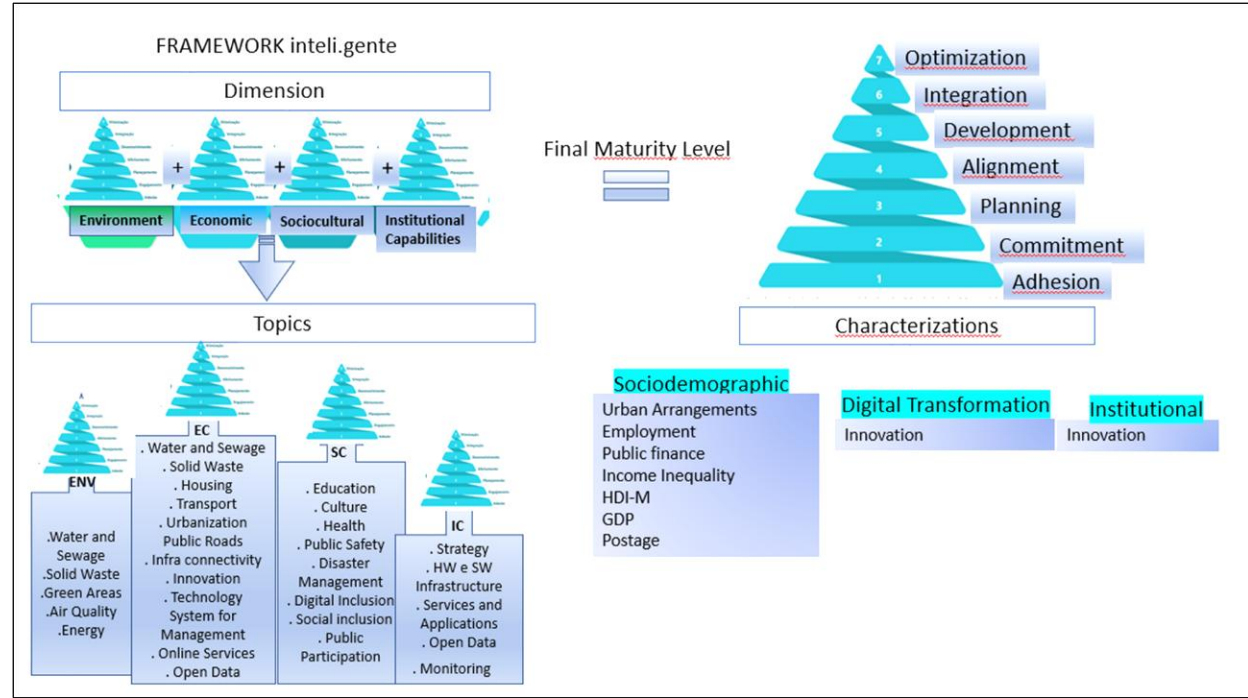 FRAMEWORK inteli.gente
Dimension
+
+
+
Environment
Economic
Sociocultural
Institutional
Capabilities
Topics
ENV
.Water and
Sewage
.Solid Waste
.Green Areas
.Air Quality
.Energy
EC
. Water and Sewage
. Solid Waste
. Housing
. Transport
. Urbanization
Public Roads
. Infra connectivity
. Innovation
. Technology
System for
Management
. Online Services
. Open Data
SC
. Education
. Culture
. Health
. Public Safety
. Disaster
Management
. Digital Inclusion
. Social inclusion
. Public
Participation
IC
. Strategy
. HW e SW
Infrastructure
. Services and
Applications
. Open Data
. Monitoring
Final Maturity Level
7 Optimization
6 Integration
5 Development
4 Alignment
3 Planning
2 Commitment
1 Adhesion
Characterizations
Sociodemographic
Urban Arrangements
Employment
Public finance
Income Inequality
HDI-M
GDP
Postage
Digital Transformation
Innovation
Institutional
Innovation